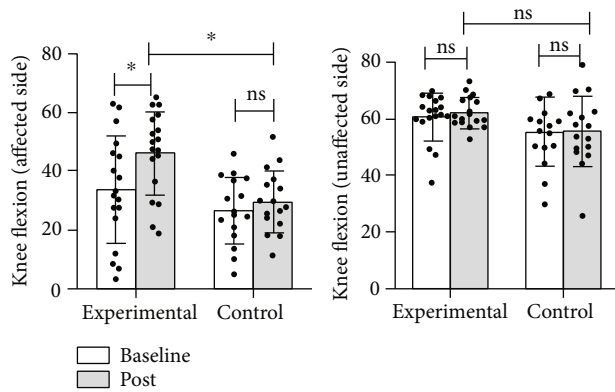 Knee flexion (affected side)
80
60
40
20
0
*
*
ns
Experimental
Control
Knee flexion (unaffected side)
80
60
40
20
0
ns
ns
ns
Experimental
Control
Baseline
Post